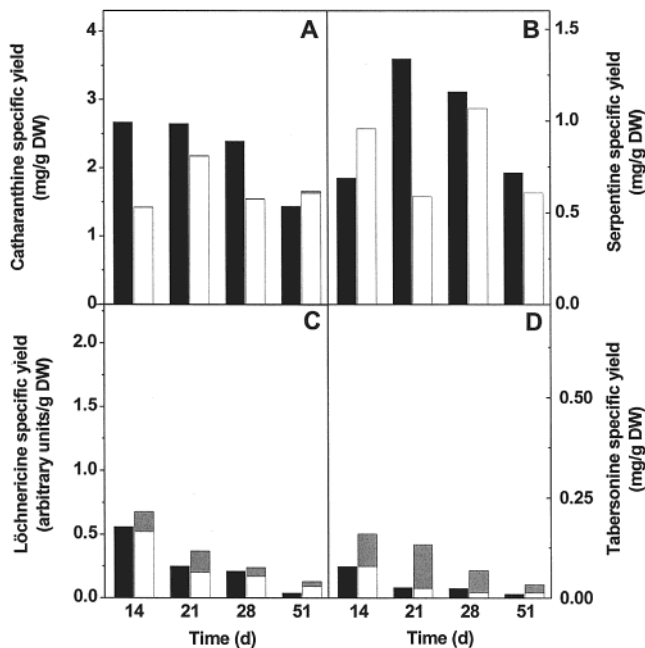 A
B
4
3
2
1
0
Catharanthine specific yield
(mg/g DW)
1.5
1.0
0.5
0.0
Serpentine specific yield
(mg/g DW)
C
D
2.0
1.5
1.0
0.5
0.0
Löchnericine specific yield
(arbitrary units/g DW)
0.50
0.25
0.00
Tabersonine specific yield
(mg/g DW)
14 21 28 51
14 21 28 51
Time (d)
Time (d)